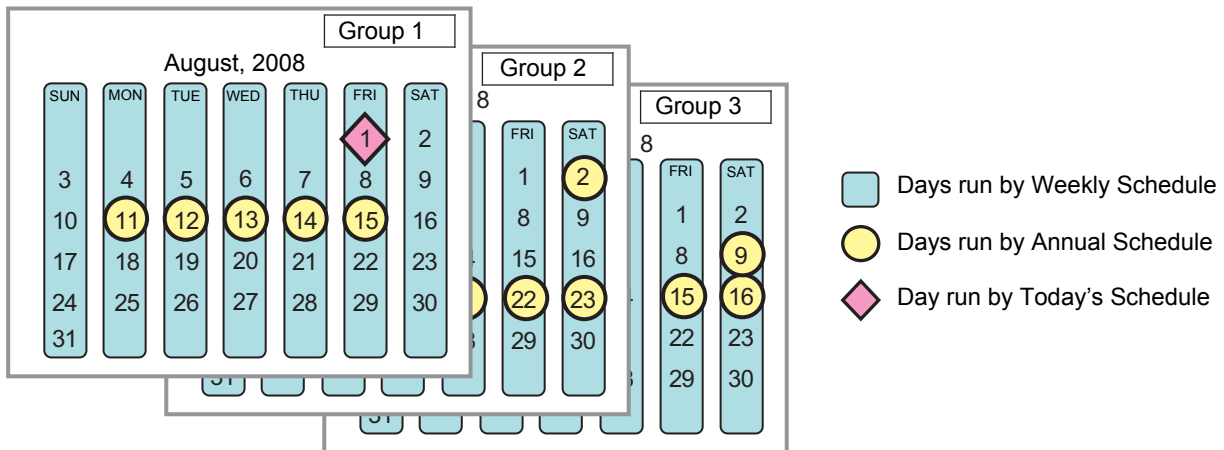 Group 1
August, 2008
SUN MON TUE WED THU FRI SAT
1 2
3 4 5 6 7 8 9
10 11 12 13 14 15 16
17 18 19 20 21 22 23
24 25 26 27 28 29 30
31
Group 2
8
FRI SAT
1 2
8 9
15 16
22 23
29 30
31
Group 3
8
FRI SAT
1 2
8 9
15 16
22 23
29 30
31
Days run by Weekly Schedule
Days run by Annual Schedule
Day run by Today's Schedule